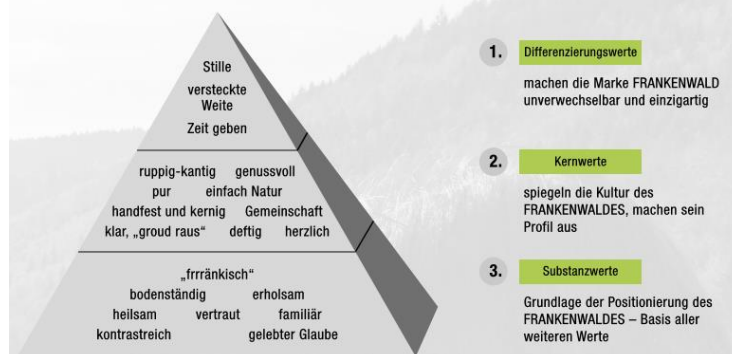 Stille
versteckte
Weite
Zeit geben
ruppig-kantig genussvoll
pur einfach Natur
handfest und kernig Gemeinschaft
klar, „groud raus“ deftig herzlich
„frrränkisch“
bodenständig erholsam
heilsam vertraut familiär
kontrastreich gelebter Glaube
1. Differenzierungswerte
machen die Marke FRANKENWALD
unverwechselbar und einzigartig
2. Kernwerte
spiegeln die Kultur des
FRANKENWALDES, machen sein
Profil aus
3. Substanzwerte
Grundlage der Positionierung des
FRANKENWALDES – Basis aller
weiteren Werte